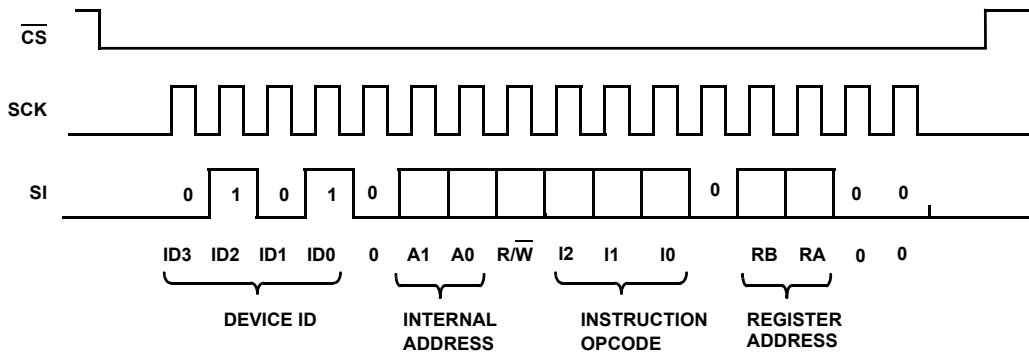 CS
SCK
SI 0 1 0 1 0 0 0 0
ID3 ID2 ID1 ID0 0 A1 A0 R/W I2 I1 I0 RB RA 0 0
DEVICE ID INTERNAL INSTRUCTION REGISTER
ADDRESS OPCODE ADDRESS